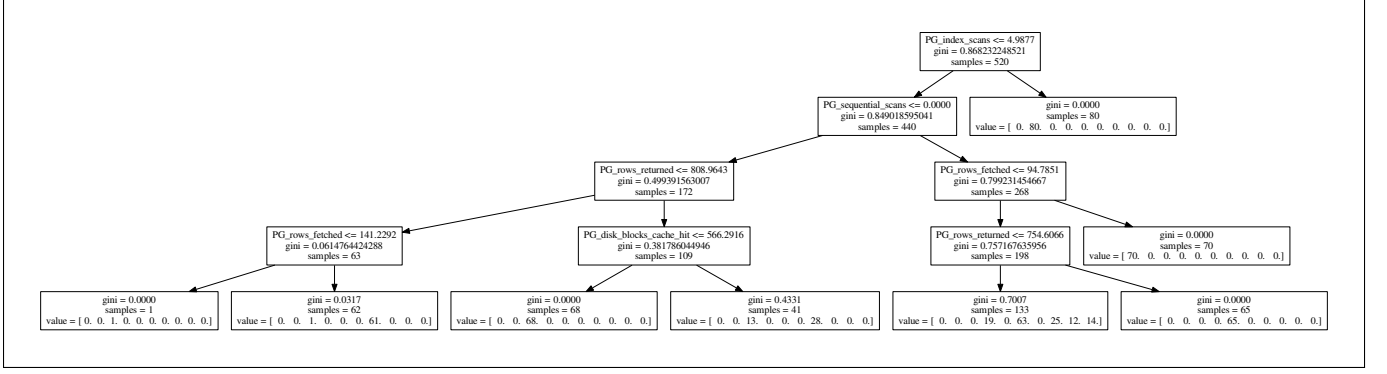 PG_index_scans <= 4.9877
gini = 0.868232248521
samples = 520
PG_sequential_scans <= 0.0000
gini = 0.849018595041
samples = 440
gini = 0.0000
samples = 80
value = [ 0. 80. 0. 0. 0. 0. 0. 0. 0. 0.]
PG_rows_returned <= 808.9643
gini = 0.499391563007
samples = 172
PG_rows_fetched <= 94.7851
gini = 0.799231454667
samples = 268
PG_rows_fetched <= 141.2292
gini = 0.0614764424288
samples = 63
PG_disk_blocks_cache_hit <= 566.2916
gini = 0.381786044946
samples = 109
PG_rows_returned <= 754.6066
gini = 0.757167635956
samples = 198
gini = 0.0000
samples = 70
value = [ 70. 0. 0. 0. 0. 0. 0. 0. 0. 0.]
gini = 0.0000
samples = 1
value = [ 0. 0. 1. 0. 0. 0. 0. 0. 0. 0.]
gini = 0.0317
samples = 62
value = [ 0. 0. 1. 0. 0. 0. 61. 0. 0. 0.]
gini = 0.0000
samples = 68
value = [ 0. 0. 68. 0. 0. 0. 0. 0. 0. 0.]
gini = 0.4331
samples = 41
value = [ 0. 0. 13. 0. 0. 0. 28. 0. 0. 0.]
gini = 0.7007
samples = 133
value = [ 0. 0. 0. 19. 0. 63. 0. 25. 12. 14.]
gini = 0.0000
samples = 65
value = [ 0. 0. 0. 0. 65. 0. 0. 0. 0. 0.]